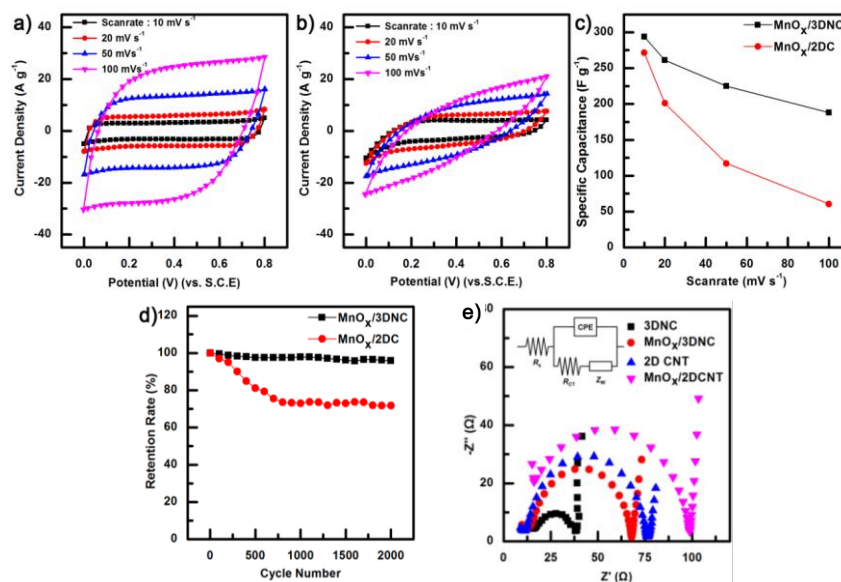 a)
Scanrate : 10 mV s⁻¹
20 mV s⁻¹
50 mVs⁻¹
100 mVs⁻¹
Current Density (A g⁻¹)
40
20
0
-20
-40
0.0 0.2 0.4 0.6 0.8
Potential (V) (vs. S.C.E)
b)
Scanrate : 10 mV s⁻¹
20 mV s⁻¹
50 mVs⁻¹
100 mVs⁻¹
Current Density (A g⁻¹)
40
20
0
-20
-40
0.0 0.2 0.4 0.6 0.8
Potential (V) (vs.S.C.E.)
c)
MnOₓ/3DNC
MnOₓ/2DC
Specific Capacitance (F g⁻¹)
350
300
250
200
150
100
50
0
0 20 40 60 80 100
Scanrate (mV s⁻¹)
d)
MnOₓ/3DNC
MnOₓ/2DC
Retention Rate (%)
120
100
80
60
40
20
0
0 500 1000 1500 2000
Cycle Number
e)
CPE
Rₛ
R_CT
Z_W
3DNC
MnOₓ/3DNC
2D CNT
MnOₓ/2DCNT
-Z'' (Ω)
60
40
20
0
0 25 50 75 100
Z' (Ω)